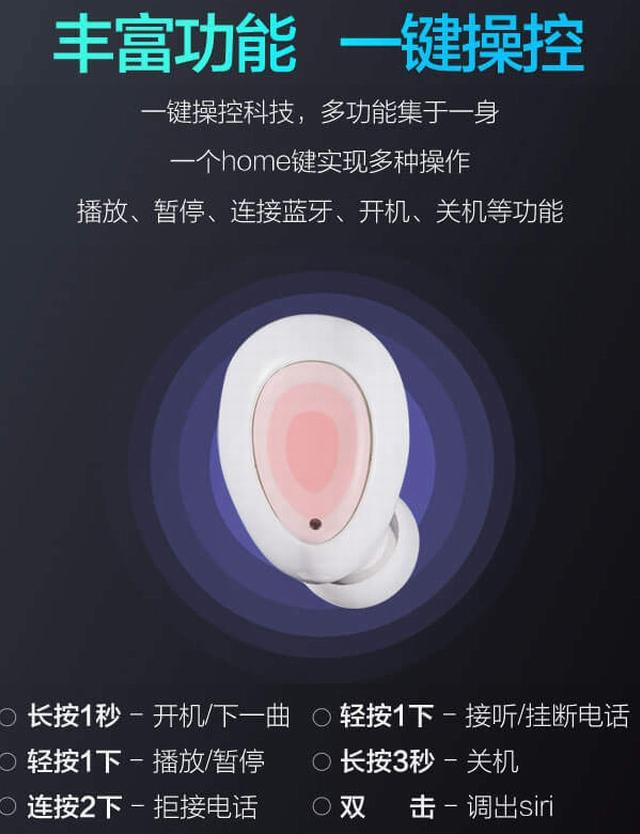 丰富功能 一键操控
一键操控科技，多功能集于一身
一个home键实现多种操作
播放、暂停、连接蓝牙、开机、关机等功能
长按1秒 - 开机/下一曲
轻按1下 - 接听/挂断电话
轻按1下 - 播放/暂停
长按3秒 - 关机
连按2下 - 拒接电话
双 击 - 调出siri